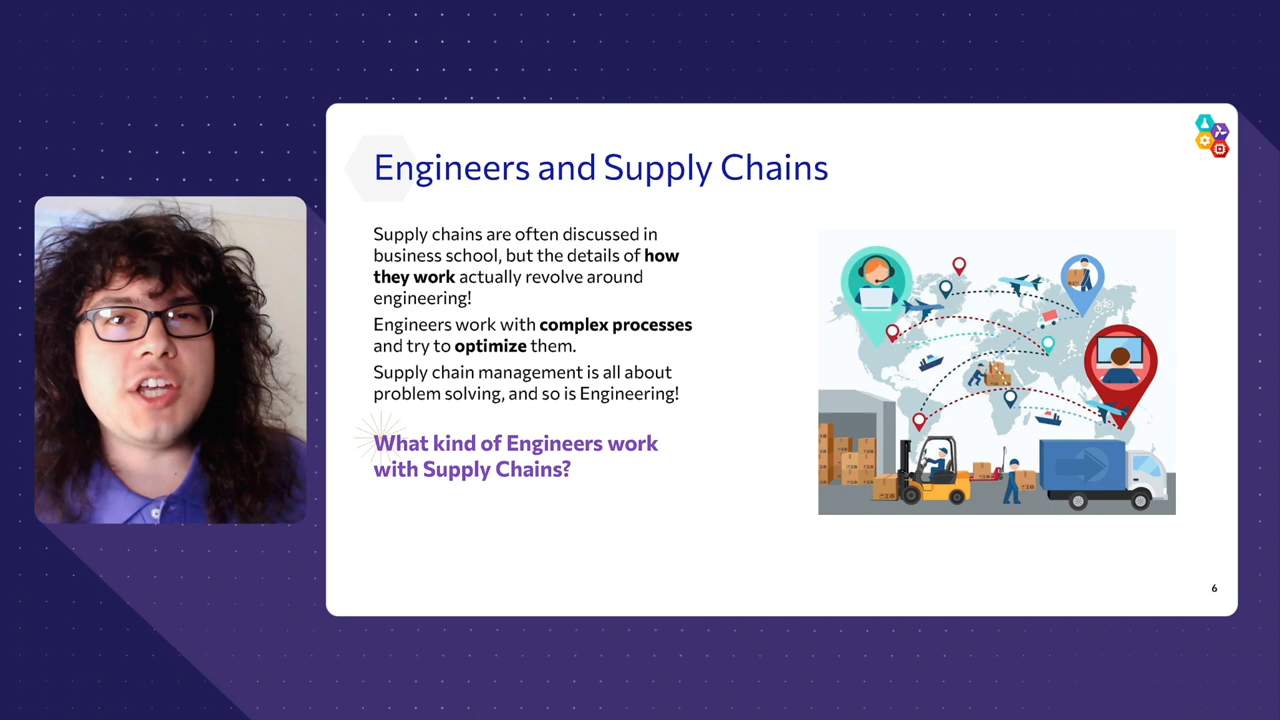 Engineers and Supply Chains
Supply chains are often discussed in
business school, but the details of how
they work actually revolve around
engineering!
Engineers work with complex processes
and try to optimize them.
Supply chain management is all about
problem solving, and so is Engineering!
What kind of Engineers work
with Supply Chains?
6